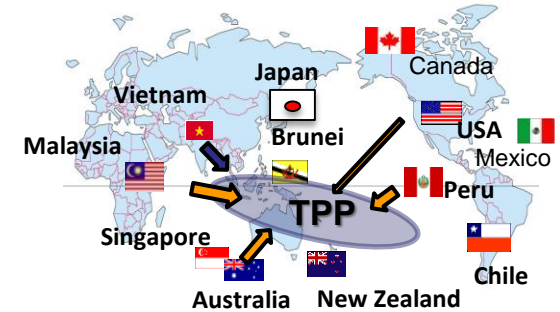 Canada
Japan
Vietnam
USA
Brunei
Malaysia
Mexico
Peru
TPP
Singapore
Chile
Australia
New Zealand